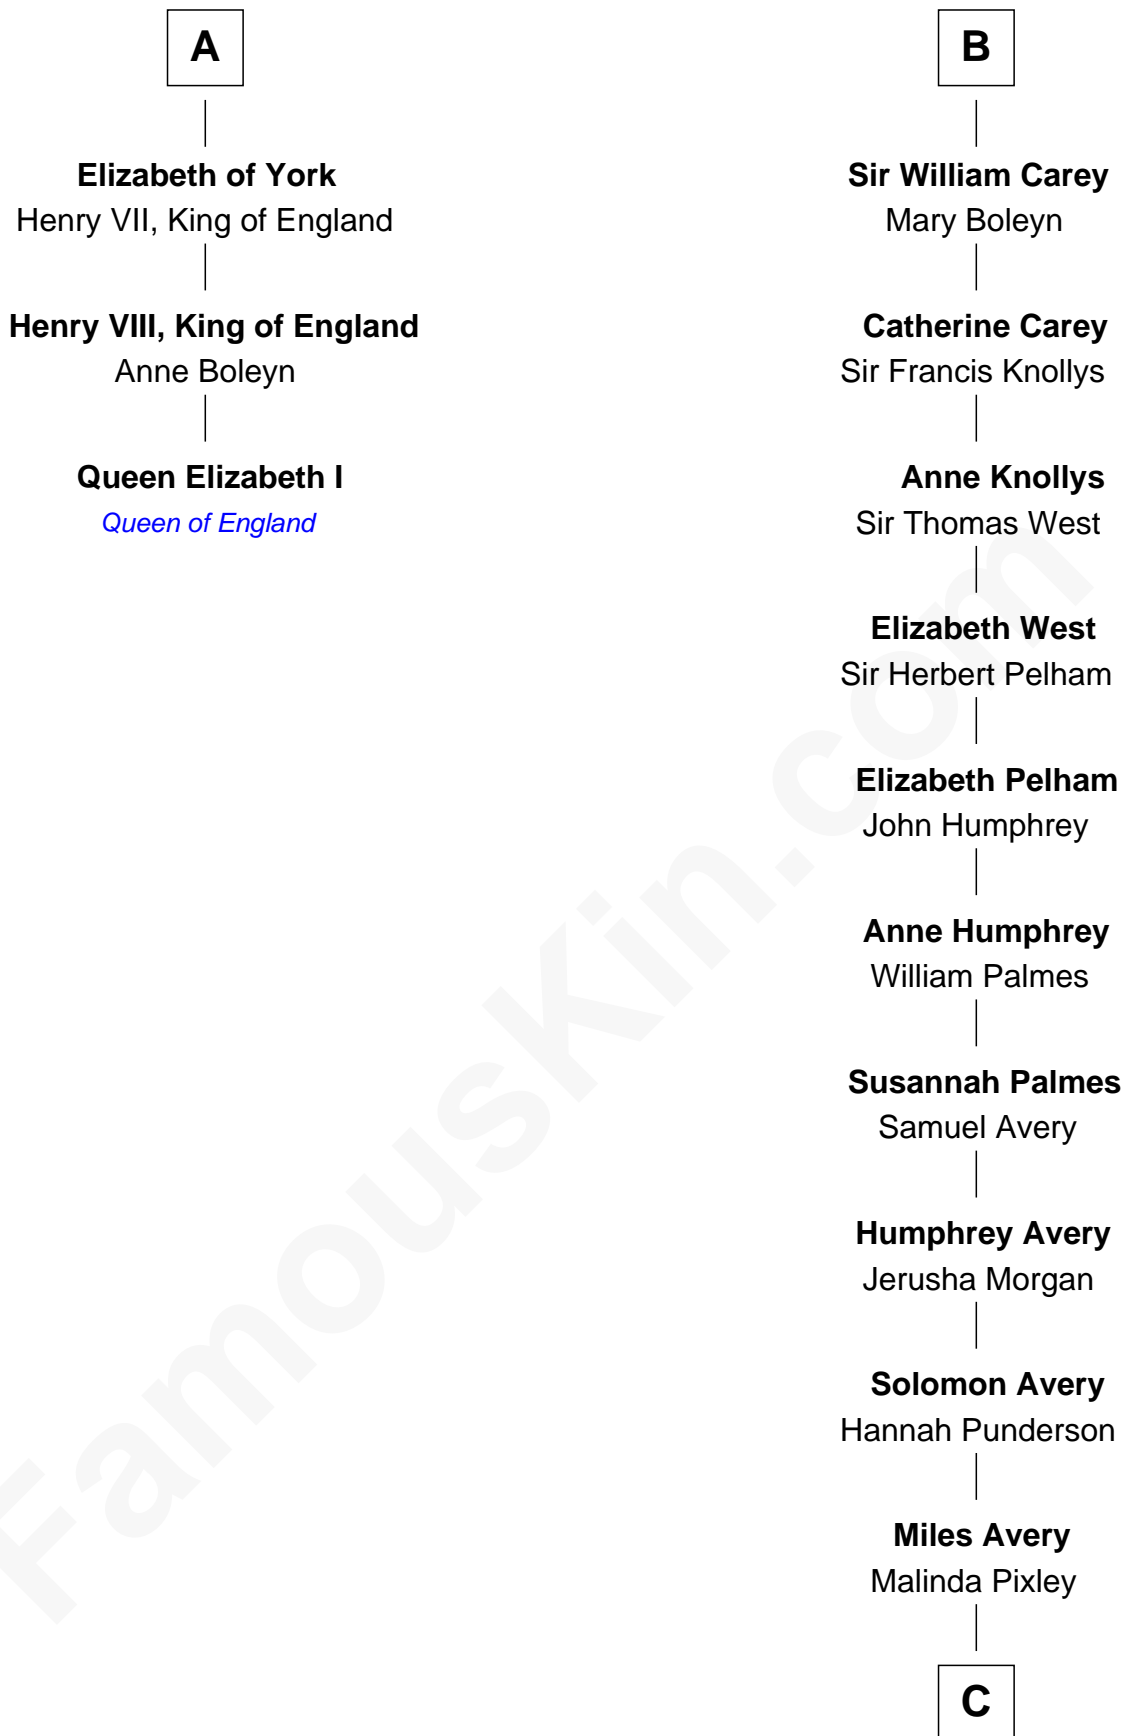 A
Elizabeth of York
Henry VII, King of England
Henry VIII, King of England
Anne Boleyn
Queen Elizabeth I
Queen of England
B
Sir William Carey
Mary Boleyn
Catherine Carey
Sir Francis Knollys
Anne Knollys
Sir Thomas West
Elizabeth West
Sir Herbert Pelham
Elizabeth Pelham
John Humphrey
Anne Humphrey
William Palmes
Susannah Palmes
Samuel Avery
Humphrey Avery
Jerusha Morgan
Solomon Avery
Hannah Punderson
Miles Avery
Malinda Pixley
C
FamousKin.com